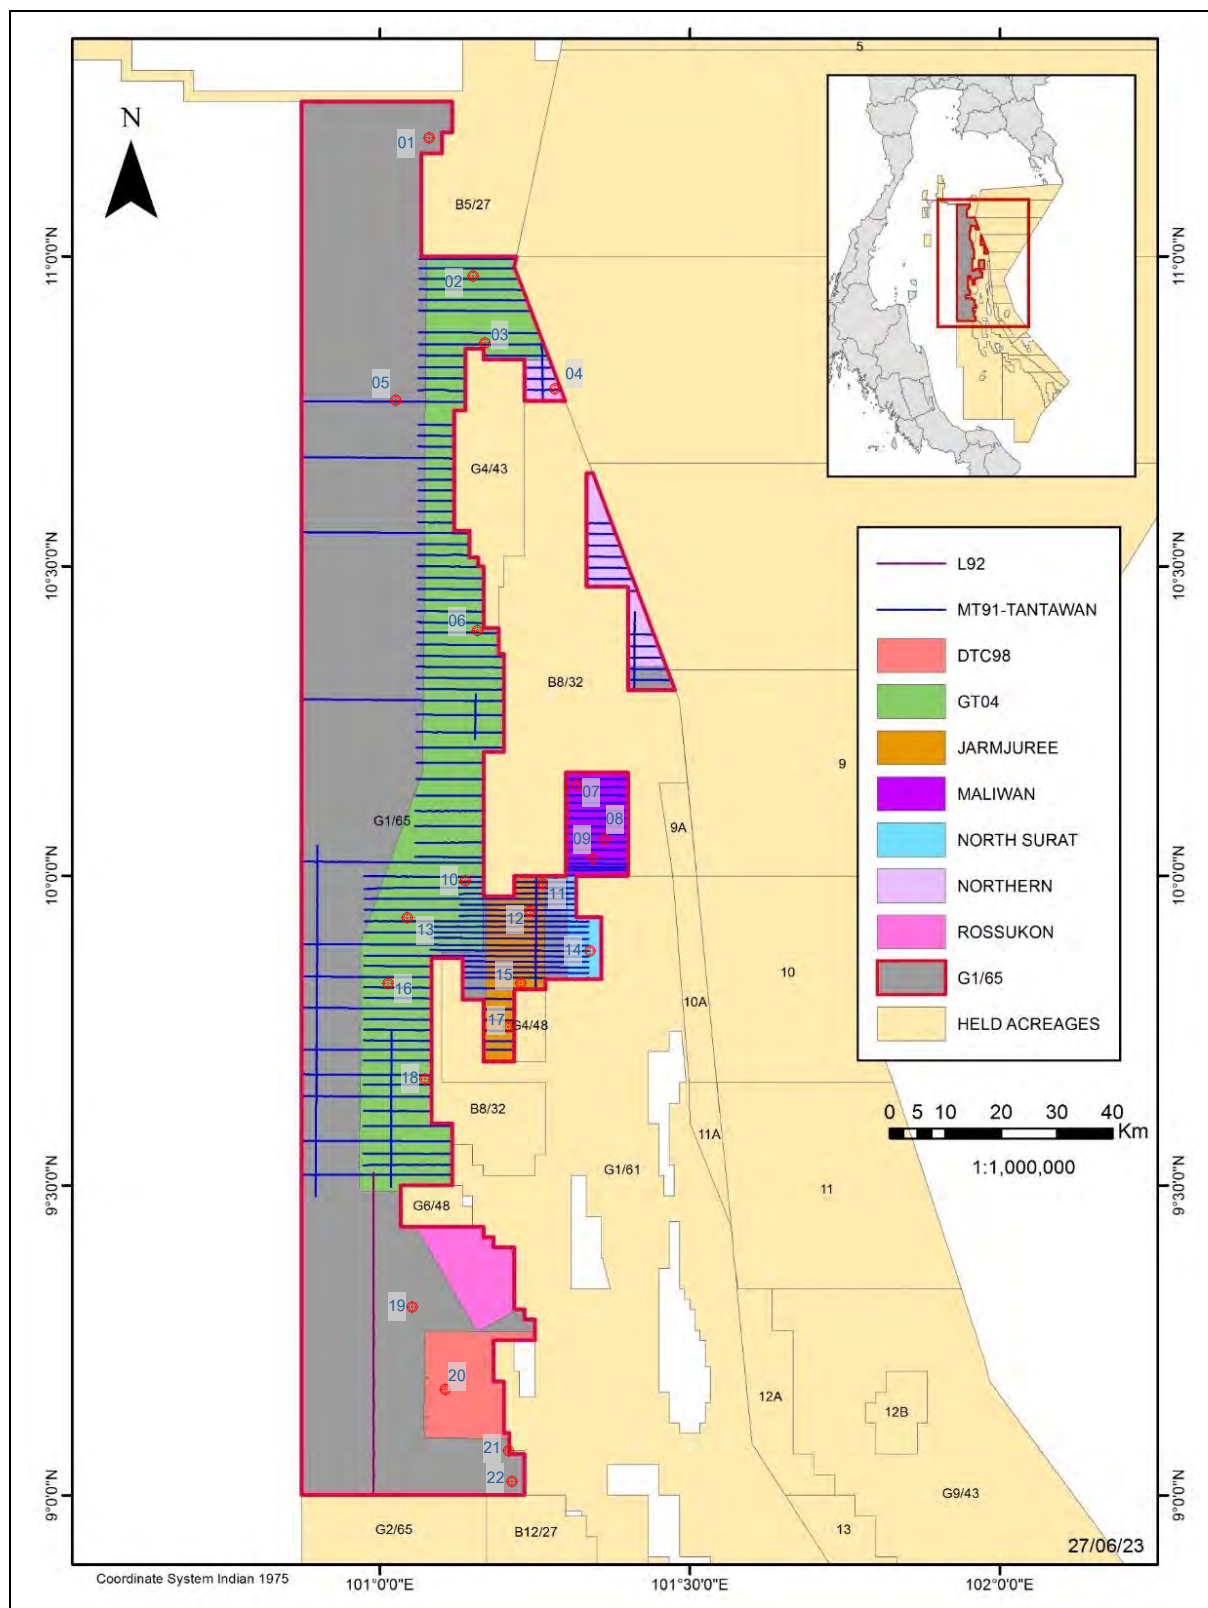 5
N
01
B5/27
11°0'0"N
11°0'0"N
02
03
04
05
G4/43
L92
MT91-TANTAWAN
DTC98
GT04
JARMJUREE
MALIWAN
NORTH SURAT
NORTHERN
ROSSUKON
G1/65
HELD ACREAGES
10°30'0"N
10°30'0"N
06
B8/32
9
07
G1/65
08
9A
09
10°0'0"N
10°0'0"N
10
11
12
13
14
10
15
16
10A
17
G4/48
18
B8/32
0 5 10 20 30 40
Km
11A
1:1,000,000
G1/61
9°30'0"N
9°30'0"N
11
G6/48
19
20
12A
12B
21
22
G9/43
9°0'0"N
9°0'0"N
G2/65
B12/27
13
27/06/23
Coordinate System Indian 1975
101°0'0"E
101°30'0"E
102°0'0"E